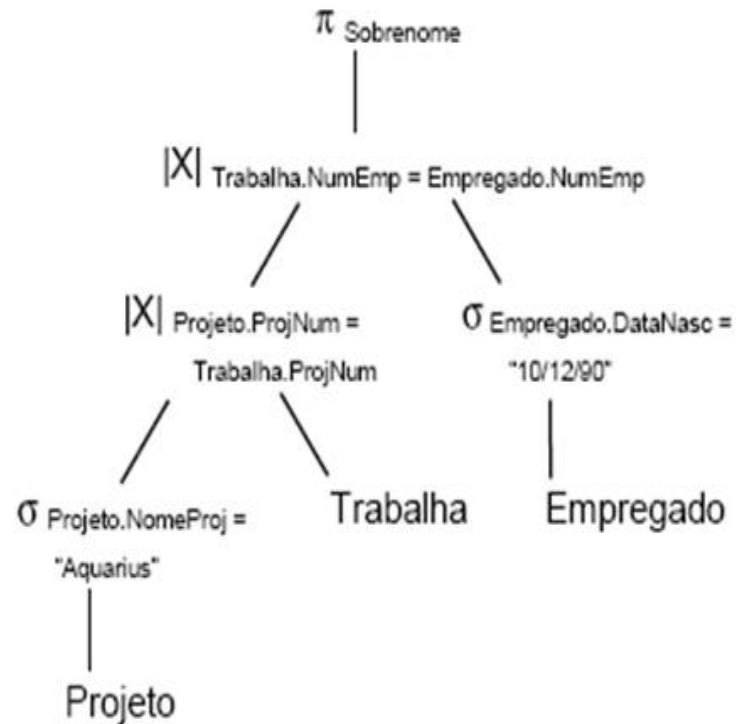 π Sobrenome
|X| Trabalha.NumEmp = Empregado.NumEmp
|X| Projeto.ProjNum =
Trabalha.ProjNum
σ Empregado.DataNasc =
"10/12/90"
σ Projeto.NomeProj =
"Aquarius"
Trabalha
Empregado
Projeto